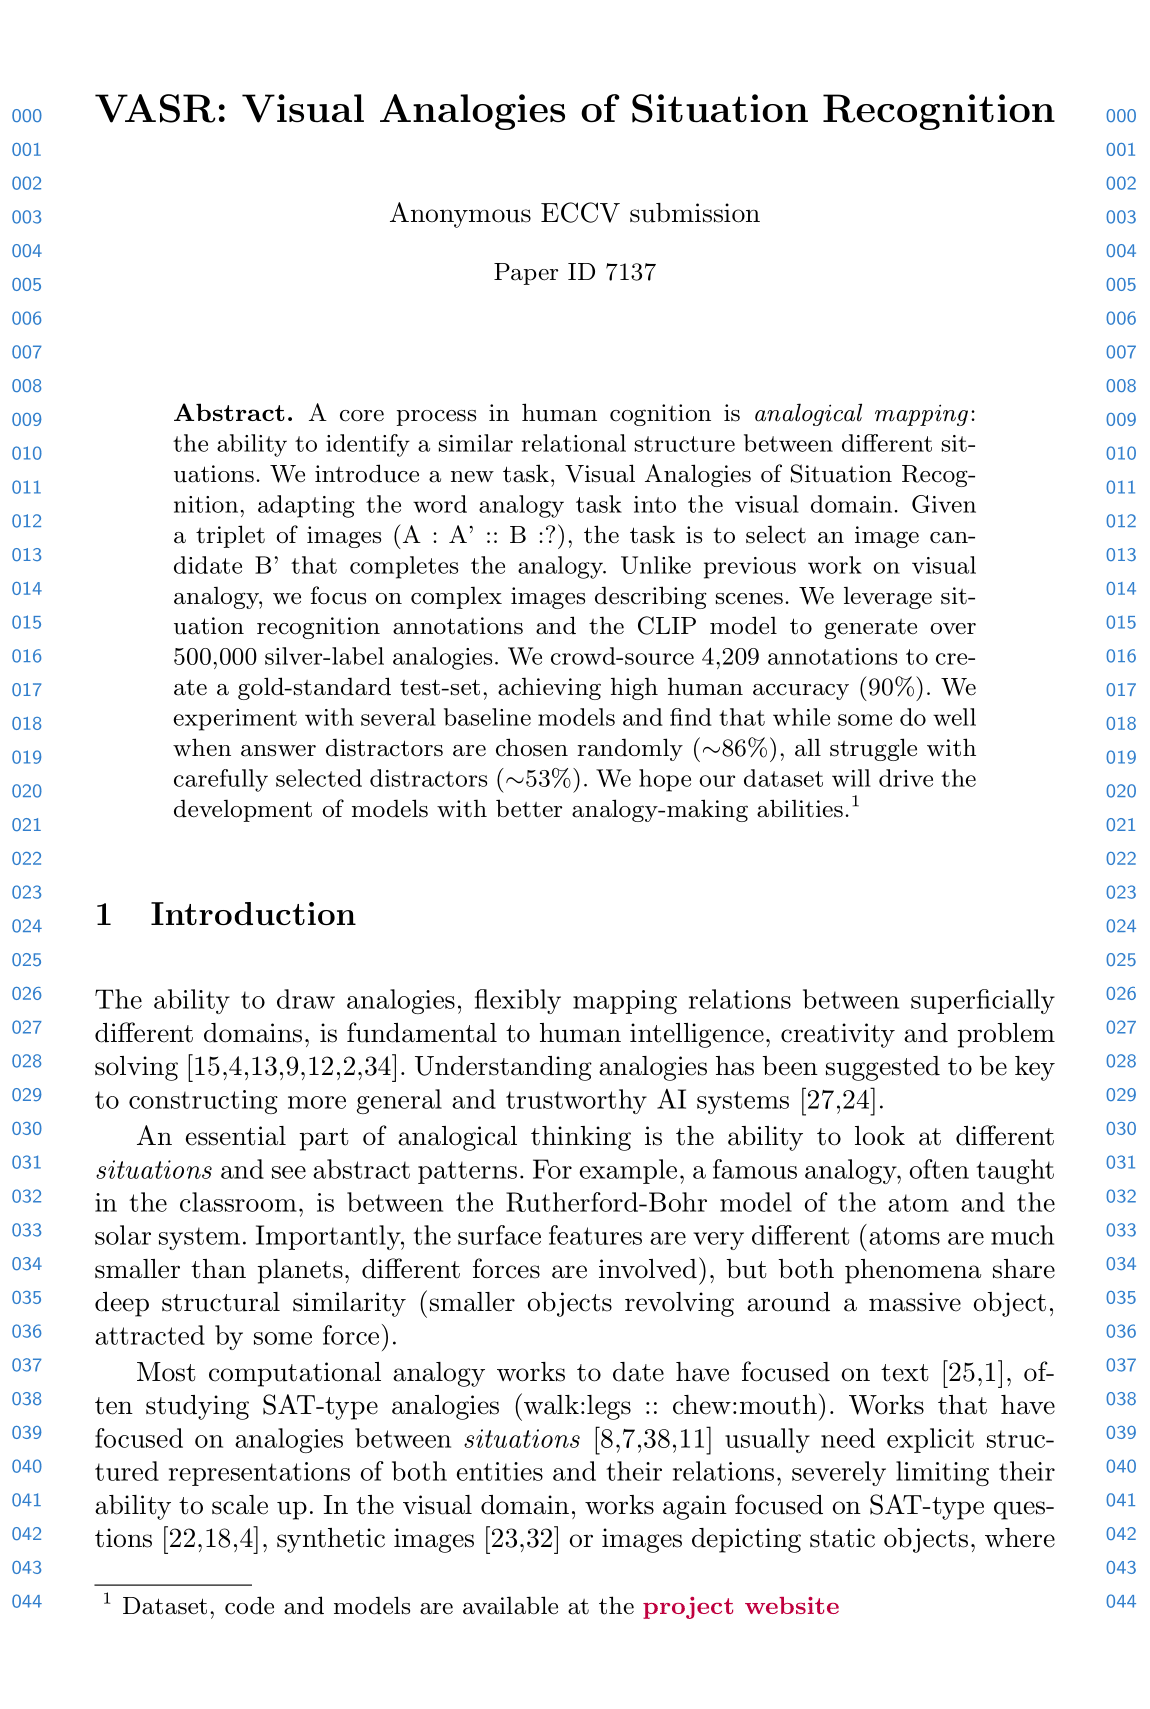 VASR: Visual Analogies of Situation Recognition
Anonymous ECCV submission
Paper ID 7137
Abstract. A core process in human cognition is analogical mapping:
the ability to identify a similar relational structure between different sit-
uations. We introduce a new task, Visual Analogies of Situation Recog-
nition, adapting the word analogy task into the visual domain. Given
a triplet of images (A : A' :: B :?), the task is to select an image can-
didate B' that completes the analogy. Unlike previous work on visual
analogy, we focus on complex images describing scenes. We leverage sit-
uation recognition annotations and the CLIP model to generate over
500,000 silver-label analogies. We crowd-source 4,209 annotations to cre-
ate a gold-standard test-set, achieving high human accuracy (90%). We
experiment with several baseline models and find that while some do well
when answer distractors are chosen randomly (∼86%), all struggle with
carefully selected distractors (∼53%). We hope our dataset will drive the
development of models with better analogy-making abilities.1
1 Introduction
The ability to draw analogies, flexibly mapping relations between superficially
different domains, is fundamental to human intelligence, creativity and problem
solving [15,4,13,9,12,2,34]. Understanding analogies has been suggested to be key
to constructing more general and trustworthy AI systems [27,24].
An essential part of analogical thinking is the ability to look at different
situations and see abstract patterns. For example, a famous analogy, often taught
in the classroom, is between the Rutherford-Bohr model of the atom and the
solar system. Importantly, the surface features are very different (atoms are much
smaller than planets, different forces are involved), but both phenomena share
deep structural similarity (smaller objects revolving around a massive object,
attracted by some force).
Most computational analogy works to date have focused on text [25,1], of-
ten studying SAT-type analogies (walk:legs :: chew:mouth). Works that have
focused on analogies between situations [8,7,38,11] usually need explicit struc-
tured representations of both entities and their relations, severely limiting their
ability to scale up. In the visual domain, works again focused on SAT-type ques-
tions [22,18,4], synthetic images [23,32] or images depicting static objects, where
1 Dataset, code and models are available at the project website
000
001
002
003
004
005
006
007
008
009
010
011
012
013
014
015
016
017
018
019
020
021
022
023
024
025
026
027
028
029
030
031
032
033
034
035
036
037
038
039
040
041
042
043
044
000
001
002
003
004
005
006
007
008
009
010
011
012
013
014
015
016
017
018
019
020
021
022
023
024
025
026
027
028
029
030
031
032
033
034
035
036
037
038
039
040
041
042
043
044